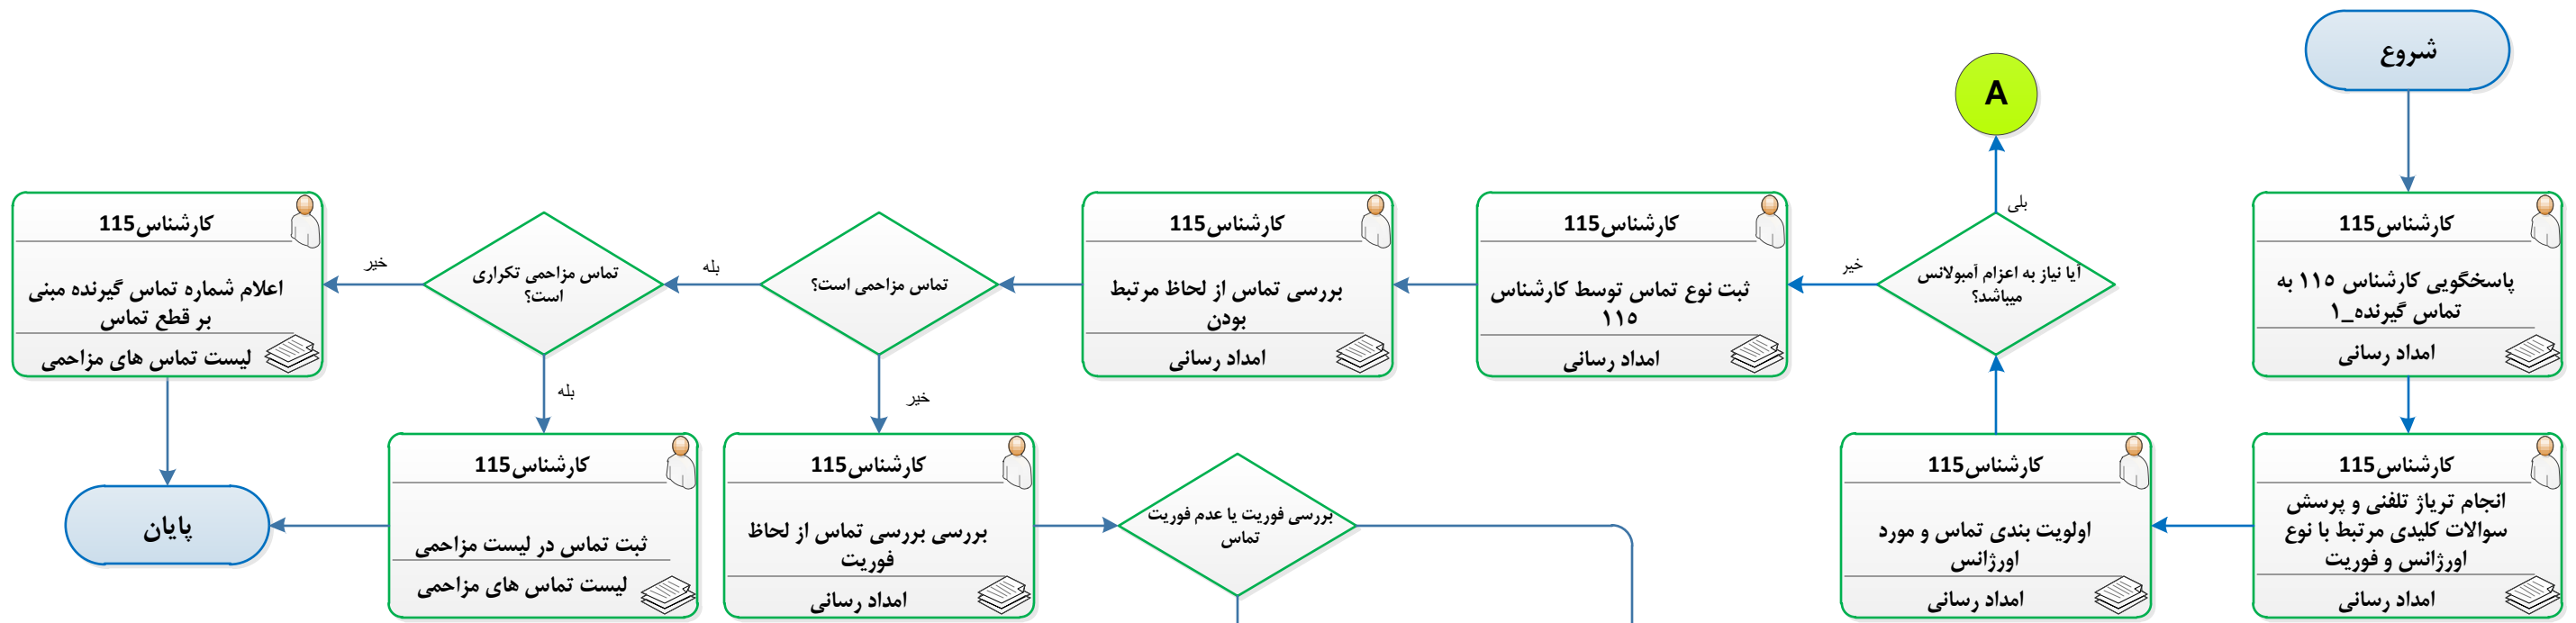 شروع
A
بلی
کارشناس115
پاسخگویی کارشناس ۱۱۵ به
تماس گیرنده_۱
امداد رسانی
آیا نیاز به اعزام آمبولانس
میباشد؟
خیر
کارشناس115
ثبت نوع تماس توسط کارشناس
۱۱۵
امداد رسانی
کارشناس115
بررسی تماس از لحاظ مرتبط
بودن
امداد رسانی
تماس مزاحمی است؟
بله
خیر
تماس مزاحمی تکراری
است؟
خیر
بله
کارشناس115
اعلام شماره تماس گیرنده مبنی
بر قطع تماس
لیست تماس های مزاحمی
کارشناس115
انجام تریاژ تلفنی و پرسش
سوالات کلیدی مرتبط با نوع
اورژانس و فوریت
امداد رسانی
کارشناس115
اولویت بندی تماس و مورد
اورژانس
امداد رسانی
بررسی فوریت یا عدم فوریت
تماس
کارشناس115
بررسی بررسی تماس از لحاظ
فوریت
امداد رسانی
کارشناس115
ثبت تماس در لیست مزاحمی
لیست تماس های مزاحمی
پایان